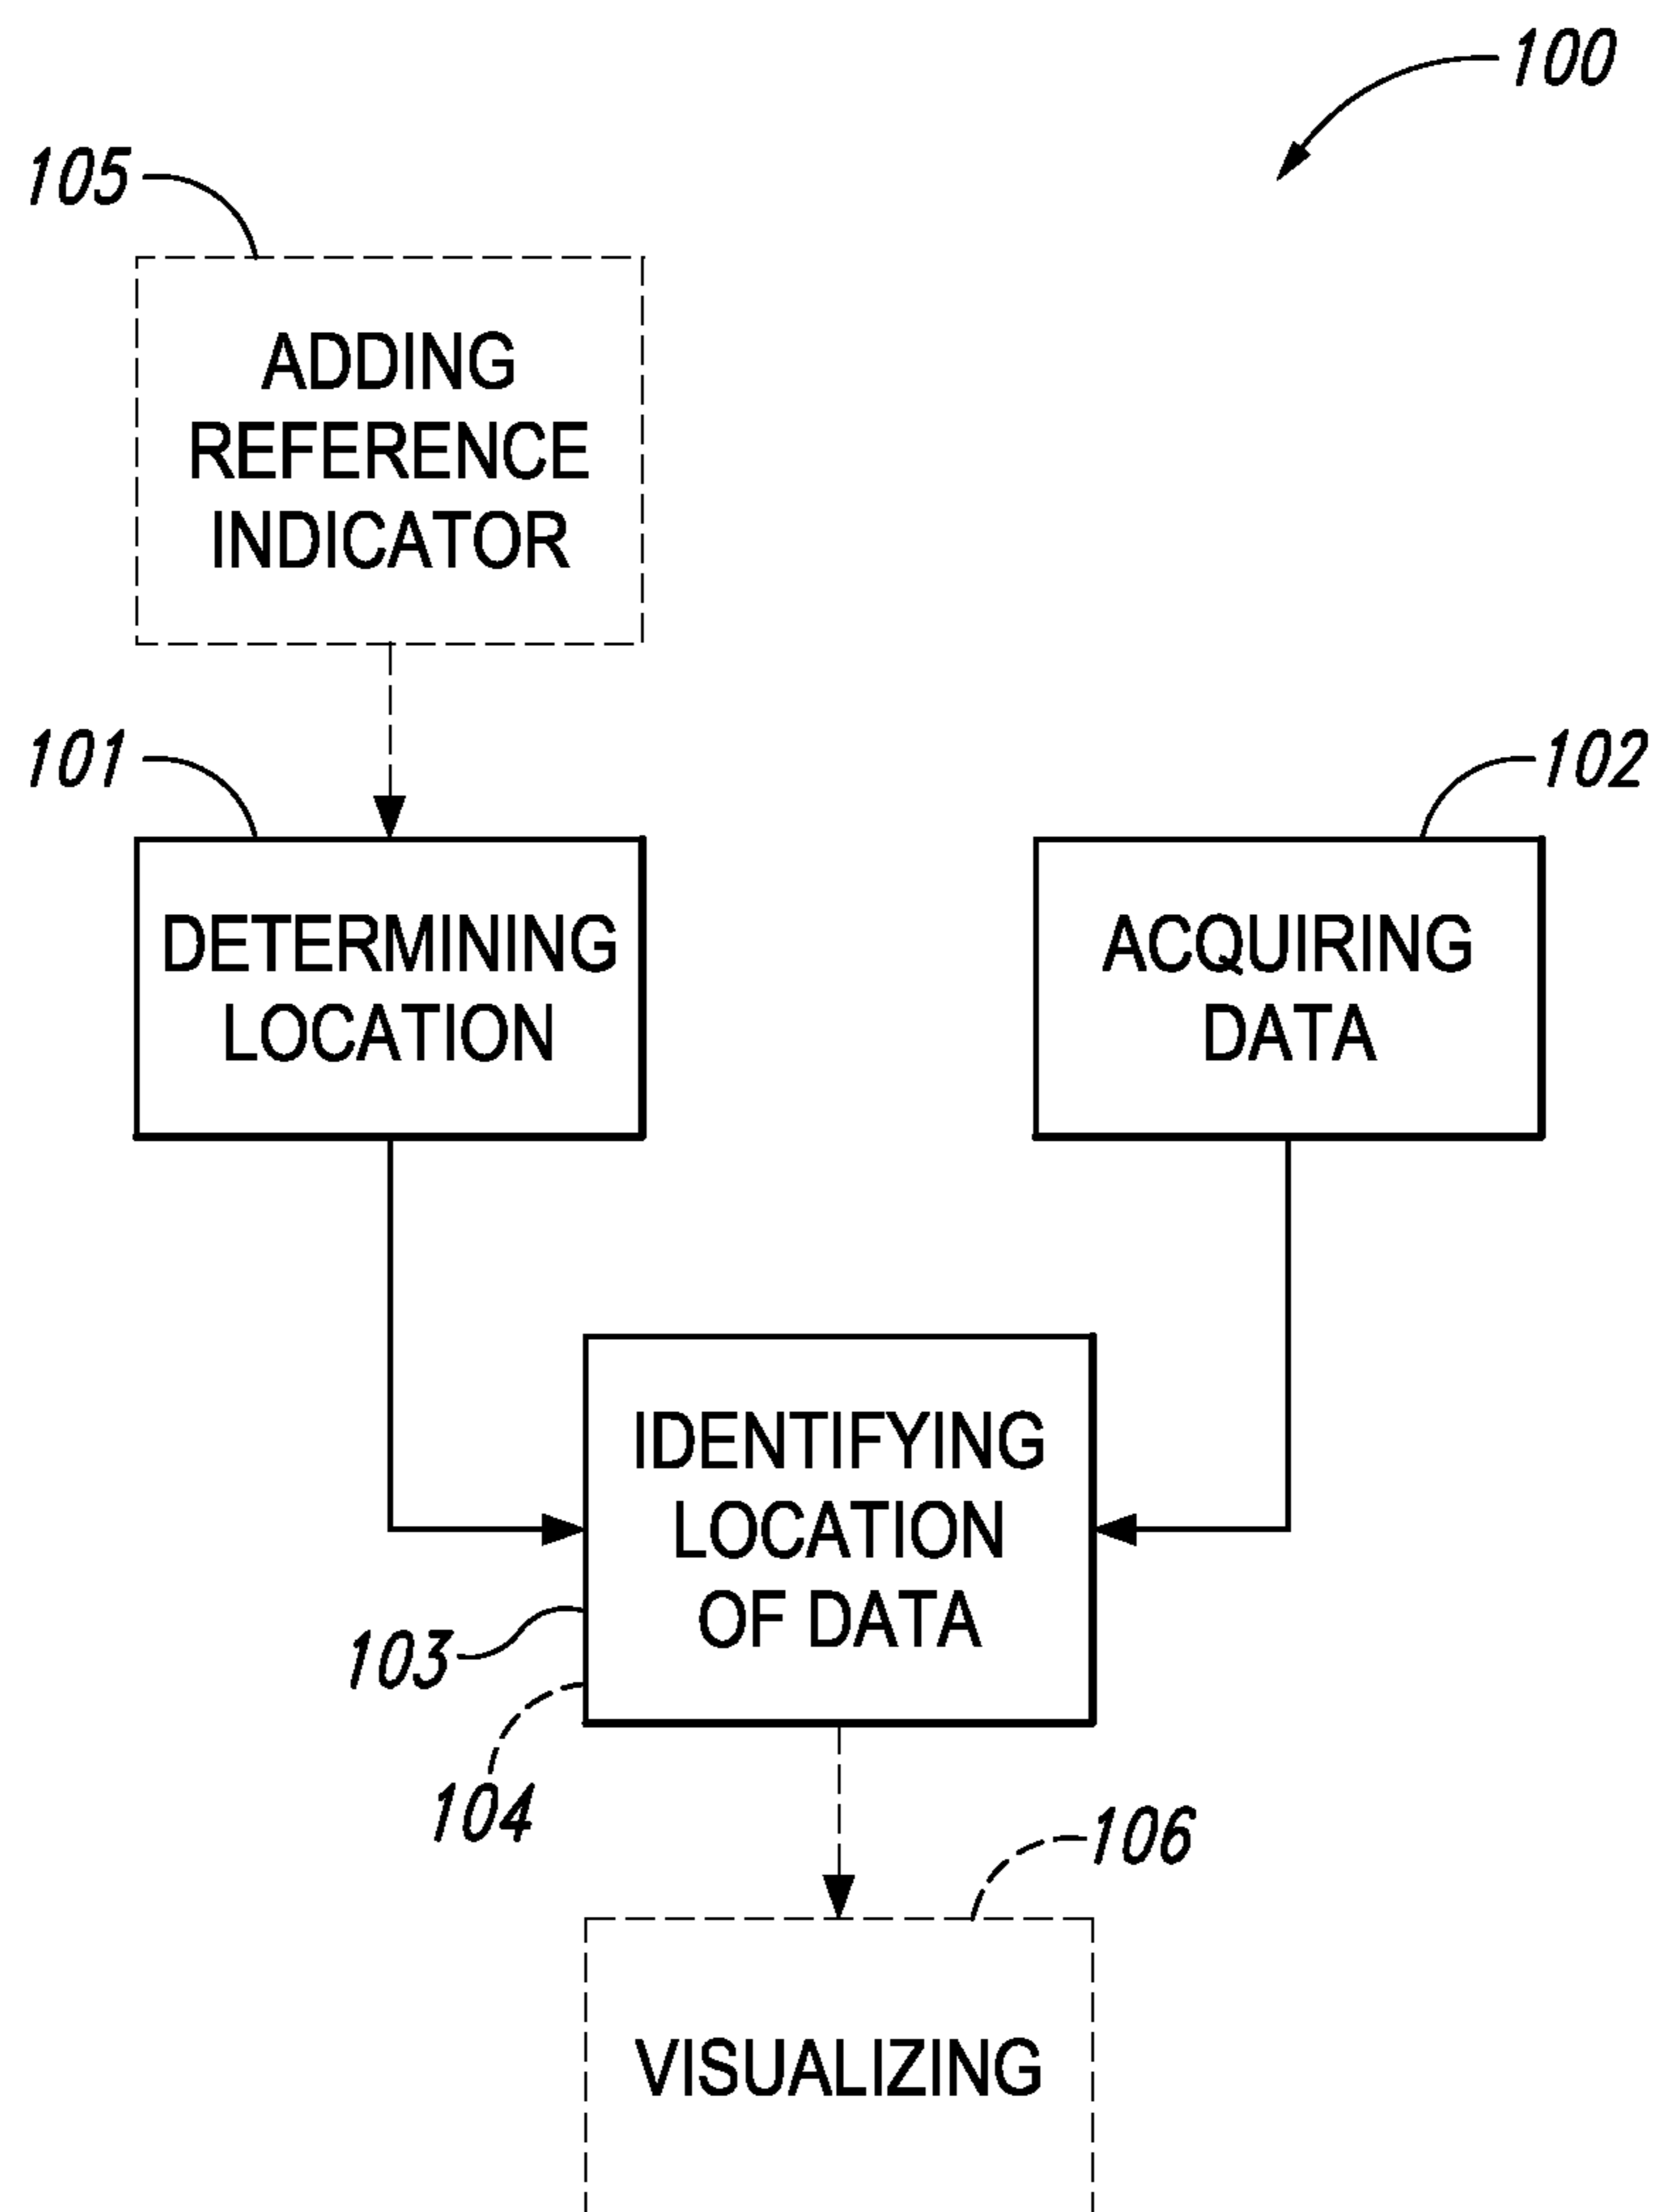 100
105
ADDING
REFERENCE
INDICATOR
101
102
DETERMINING
LOCATION
ACQUIRING
DATA
IDENTIFYING
LOCATION
OF DATA
103
104
106
VISUALIZING